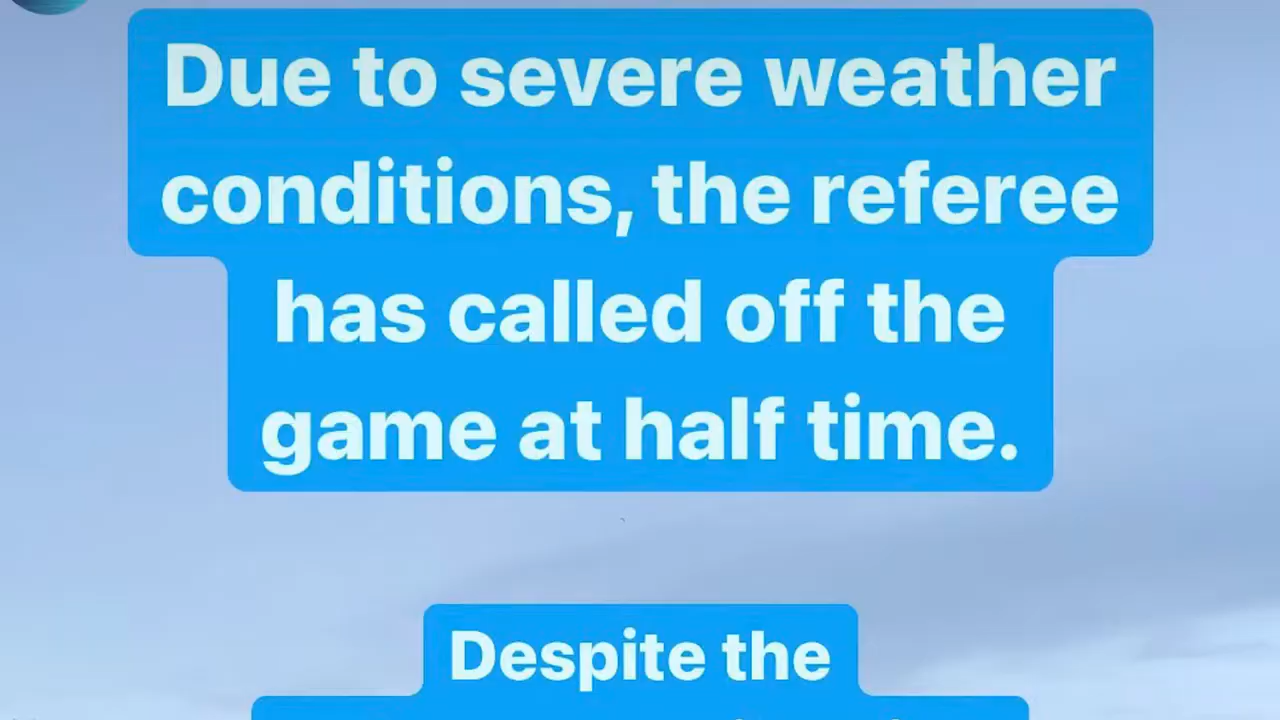 Due to severe weather
conditions, the referee
has called off the
game at half time.
Despite the